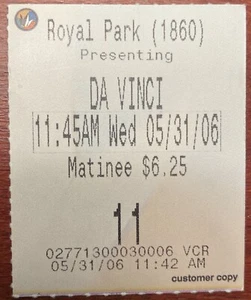 Royal Park (1860)
Presenting
DA VINCI
11:45AM Wed 05/31/06
Matinee $6.25
11
02771300030006 VCR
05/31/06 11:42 AM
customer copy